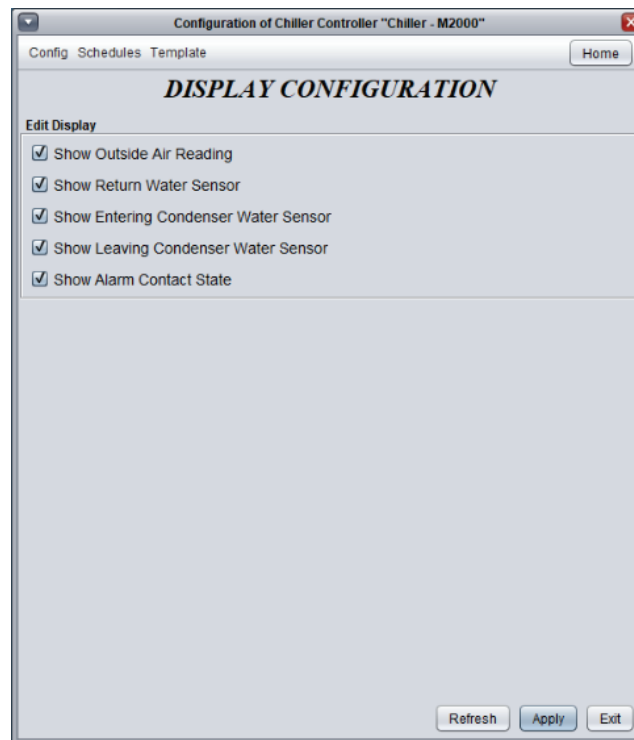 Configuration of Chiller Controller "Chiller - M2000"
Config Schedules Template Home
DISPLAY CONFIGURATION
Edit Display
Show Outside Air Reading
Show Return Water Sensor
Show Entering Condenser Water Sensor
Show Leaving Condenser Water Sensor
Show Alarm Contact State
Refresh Apply Exit